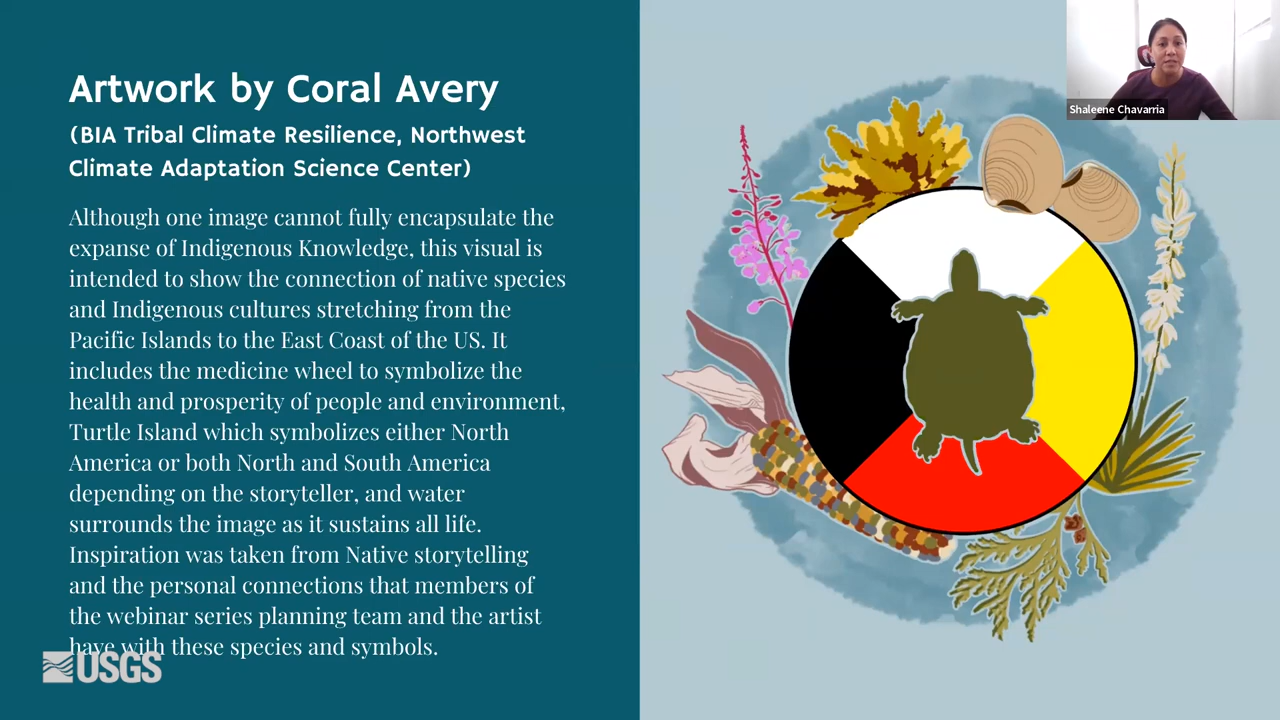 Artwork by Coral Avery
(BIA Tribal Climate Resilience, Northwest
Climate Adaptation Science Center)
Although one image cannot fully encapsulate the
expanse of Indigenous Knowledge, this visual is
intended to show the connection of native species
and Indigenous cultures stretching from the
Pacific Islands to the East Coast of the US. It
includes the medicine wheel to symbolize the
health and prosperity of people and environment,
Turtle Island which symbolizes either North
America or both North and South America
depending on the storyteller, and water
surrounds the image as it sustains all life.
Inspiration was taken from Native storytelling
and the personal connections that members of
the webinar series planning team and the artist
have with these species and symbols.
USGS
Shaleene Chavarria